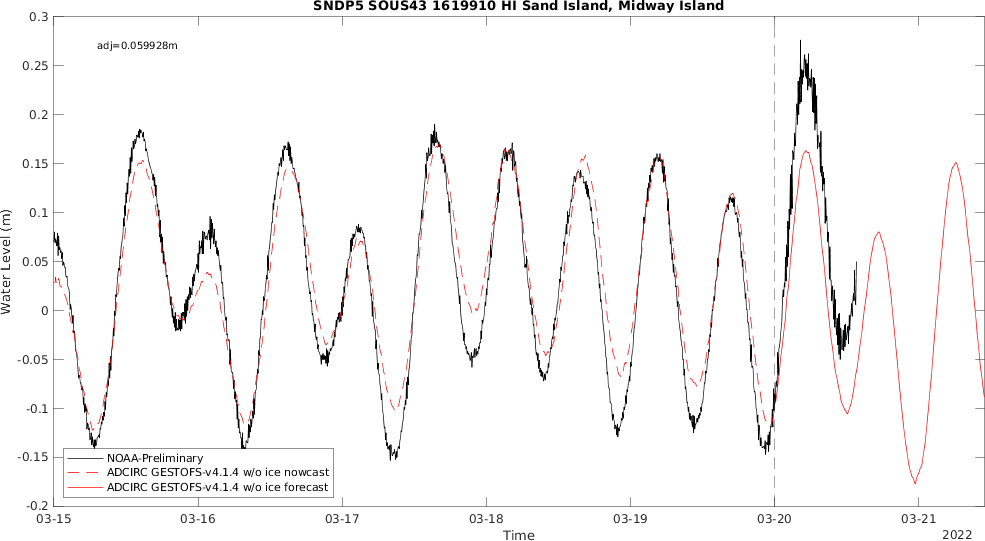 SNDP5 SOUS43 1619910 HI Sand Island, Midway Island
adj=0.059928m
0.3
0.25
0.2
0.15
0.1
0.05
0
-0.05
-0.1
-0.15
-0.2
Water Level (m)
NOAA-Preliminary
ADCIRC GESTOFS-v4.1.4 w/o ice nowcast
ADCIRC GESTOFS-v4.1.4 w/o ice forecast
03-15 03-16 03-17 03-18 03-19 03-20 03-21
Time
2022